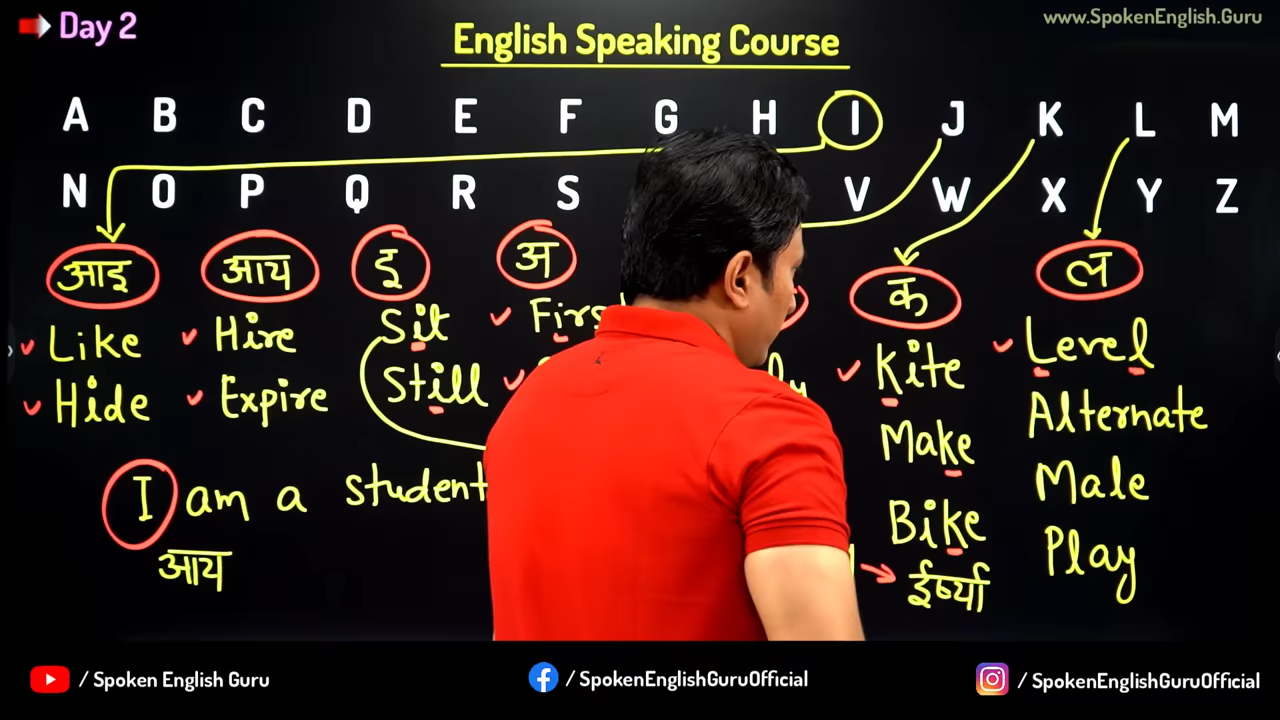 Day 2
www.SpokenEnglish.Guru
English Speaking Course
A B C D E F G H I J K L M
N O P Q R S V W X Y Z
आइ आय इ अ क ल
Like Hire Sit Kite Level
Hide Expire Still Make Alternate
I am a student Bike Male
आय ईर्ष्या Play
/ Spoken English Guru
/ SpokenEnglishGuruOfficial
/ SpokenEnglishGuruOfficial